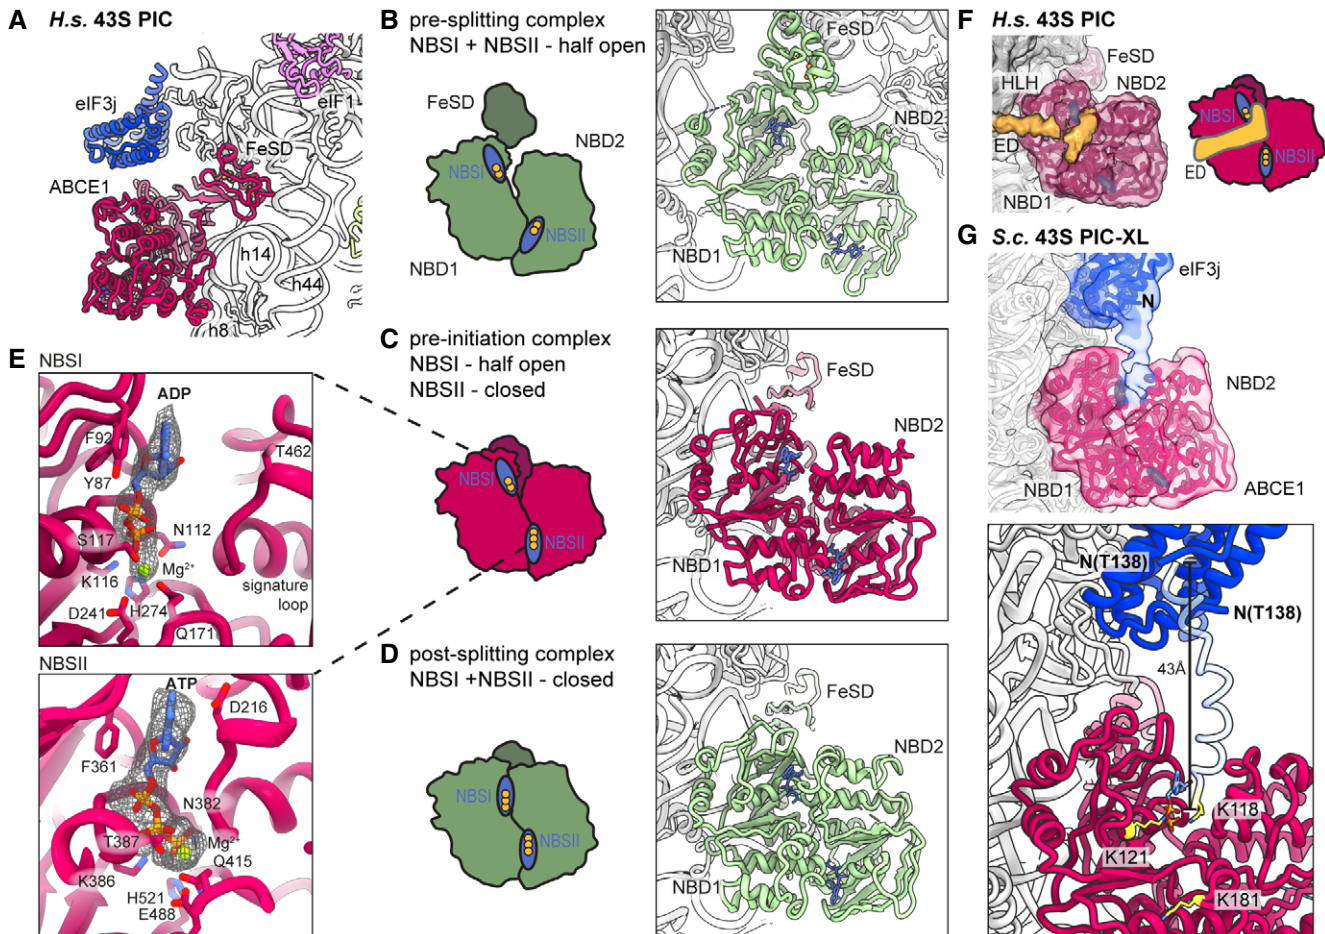 A H.s. 43S PIC
eIF3j
eIF1
FeSD
ABCE1
h14
h44
h8
B pre-splitting complex
NBSI + NBSII - half open
FeSD
NBD2
NBSI
NBSII
NBD1
FeSD
NBD2
NBD1
C pre-initiation complex
NBSI - half open
NBSII - closed
NBSI
NBSII
FeSD
NBD2
NBD1
D post-splitting complex
NBSI +NBSII - closed
NBSI
NBSII
FeSD
NBD2
NBD1
E NBSI
ADP
F92
T462
Y87
N112
S117
Mg²⁺
K116
signature
loop
D241
H274
Q171
NBSII
ATP
D216
F361
N382
T387
Mg²⁺
Q415
K386
H521
E488
F H.s. 43S PIC
FeSD
HLH
NBD2
ED
NBD1
NBSI
NBSII
ED
G S.c. 43S PIC-XL
eIF3j
N
NBD2
NBD1
ABCE1
N(T138)
N(T138)
43Å
K118
K121
K181